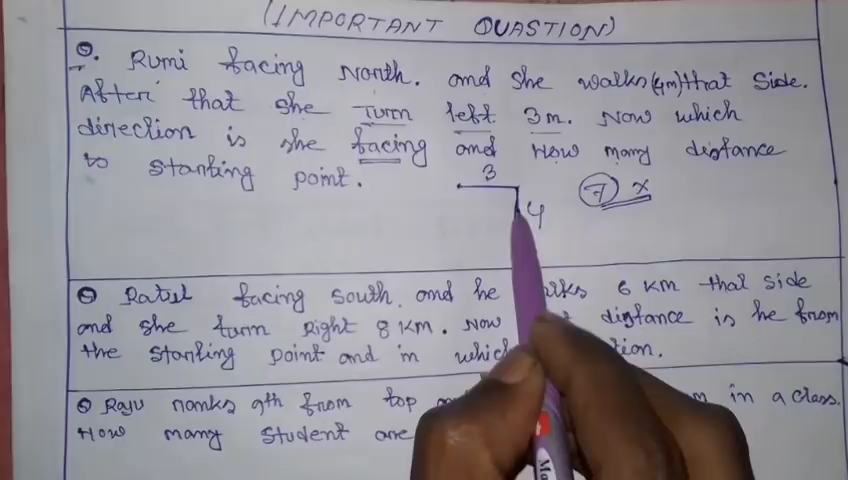 (IMPORTANT QUASTION)
Q. Rumi facing North. and she walks (4m) that side.
After that she turn left 3m. Now which
direction is she facing and How many distance
to starting point.
3
7 x
4
Q Ratul facing south. and he 6 KM that side
and she turn right 8 KM. Now distance is he from
the starting point and in which
Q Raju ranks 9th from top in a class.
How many student are